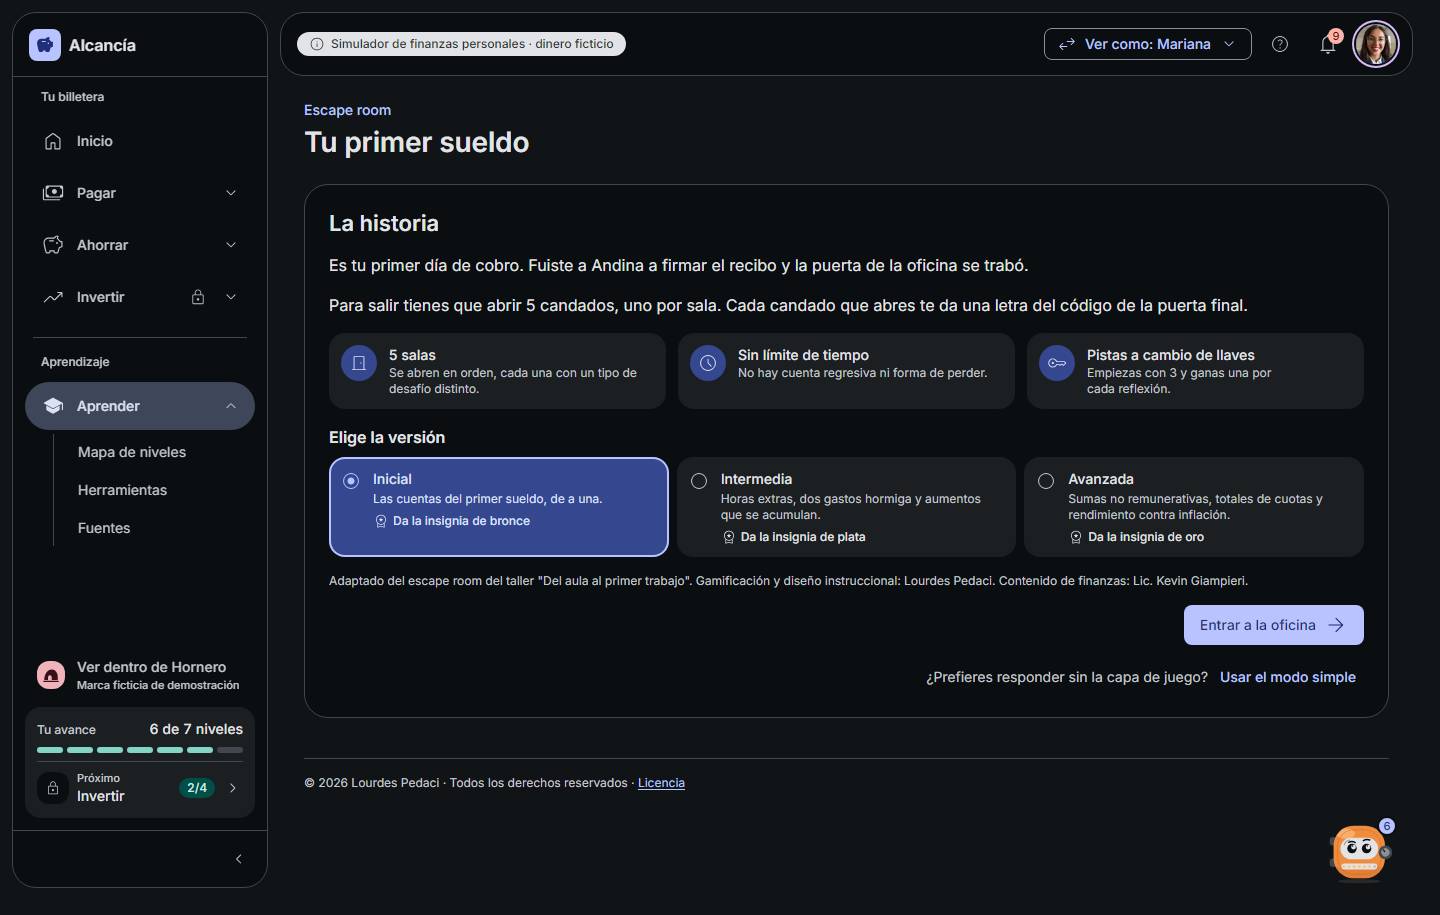 Alcancía
Simulador de finanzas personales · dinero ficticio
Ver como: Mariana
9
Tu billetera
Inicio
Pagar
Ahorrar
Invertir
Aprendizaje
Aprender
Mapa de niveles
Herramientas
Fuentes
Ver dentro de Hornero
Marca ficticia de demostración
Tu avance
6 de 7 niveles
Próximo
Invertir
2/4
Escape room
Tu primer sueldo
La historia
Es tu primer día de cobro. Fuiste a Andina a firmar el recibo y la puerta de la oficina se trabó.
Para salir tienes que abrir 5 candados, uno por sala. Cada candado que abres te da una letra del código de la puerta final.
5 salas
Se abren en orden, cada una con un tipo de
desafío distinto.
Sin límite de tiempo
No hay cuenta regresiva ni forma de perder.
Pistas a cambio de llaves
Empiezas con 3 y ganas una por
cada reflexión.
Elige la versión
Inicial
Las cuentas del primer sueldo, de a una.
Da la insignia de bronce
Intermedia
Horas extras, dos gastos hormiga y aumentos
que se acumulan.
Da la insignia de plata
Avanzada
Sumas no remunerativas, totales de cuotas y
rendimiento contra inflación.
Da la insignia de oro
Adaptado del escape room del taller "Del aula al primer trabajo". Gamificación y diseño instruccional: Lourdes Pedaci. Contenido de finanzas: Lic. Kevin Giampieri.
Entrar a la oficina
¿Prefieres responder sin la capa de juego? Usar el modo simple
© 2026 Lourdes Pedaci · Todos los derechos reservados · Licencia
6